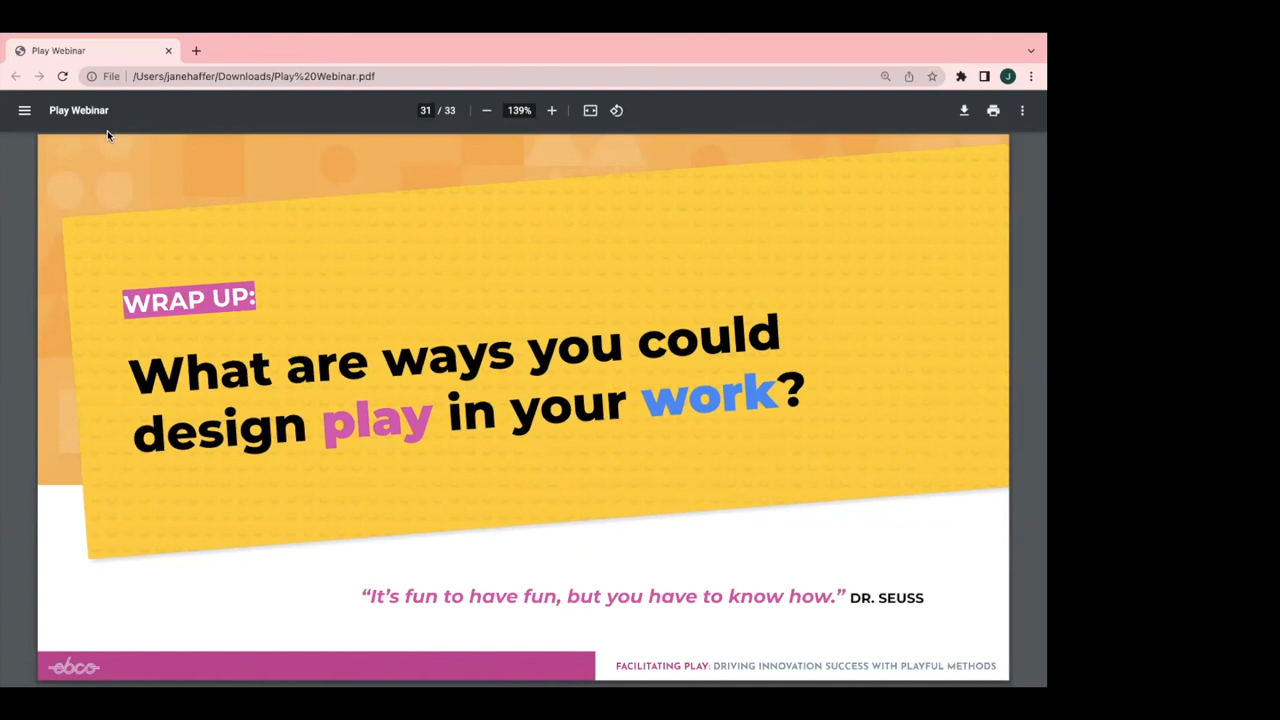 Play Webinar
File
/Users/janehaffer/Downloads/Play%20Webinar.pdf
J
Play Webinar
31 / 33
139%
WRAP UP:
What are ways you could
design play in your work?
“It’s fun to have fun, but you have to know how.” DR. SEUSS
ebco
FACILITATING PLAY: DRIVING INNOVATION SUCCESS WITH PLAYFUL METHODS